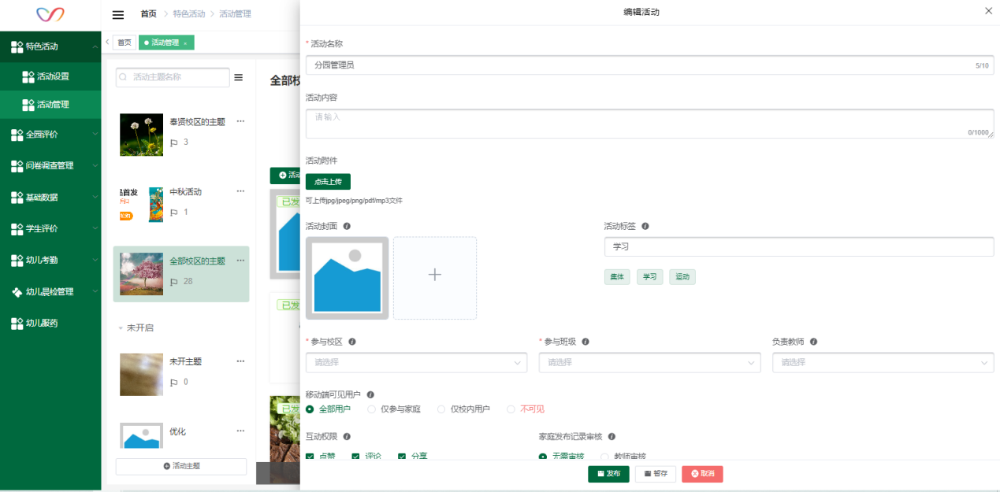 首页 > 特色活动 > 活动管理
编辑活动
特色活动
活动设置
活动管理
全园评价
问卷调查管理
基础数据
学生评价
幼儿考勤
幼儿晨检管理
幼儿服药
首页
活动管理
活动主题名称
奉贤校区的主题
3
中秋活动
1
全部校区的主题
28
未开启
未开主题
0
优化
活动主题
全部校
活动
已发
已发
已发
* 活动名称
分园管理员
5/10
活动内容
请输入
0/1000
活动附件
点击上传
可上传jpg/jpeg/png/pdf/mp3文件
活动封面
活动标签
学习
集体 学习 运动
* 参与校区
请选择
* 参与班级
请选择
负责教师
请选择
移动端可见用户
全部用户 仅参与家庭 仅校内用户 不可见
互动权限
点赞 评论 分享
家庭发布记录审核
无需审核 教师审核
发布 暂存 取消